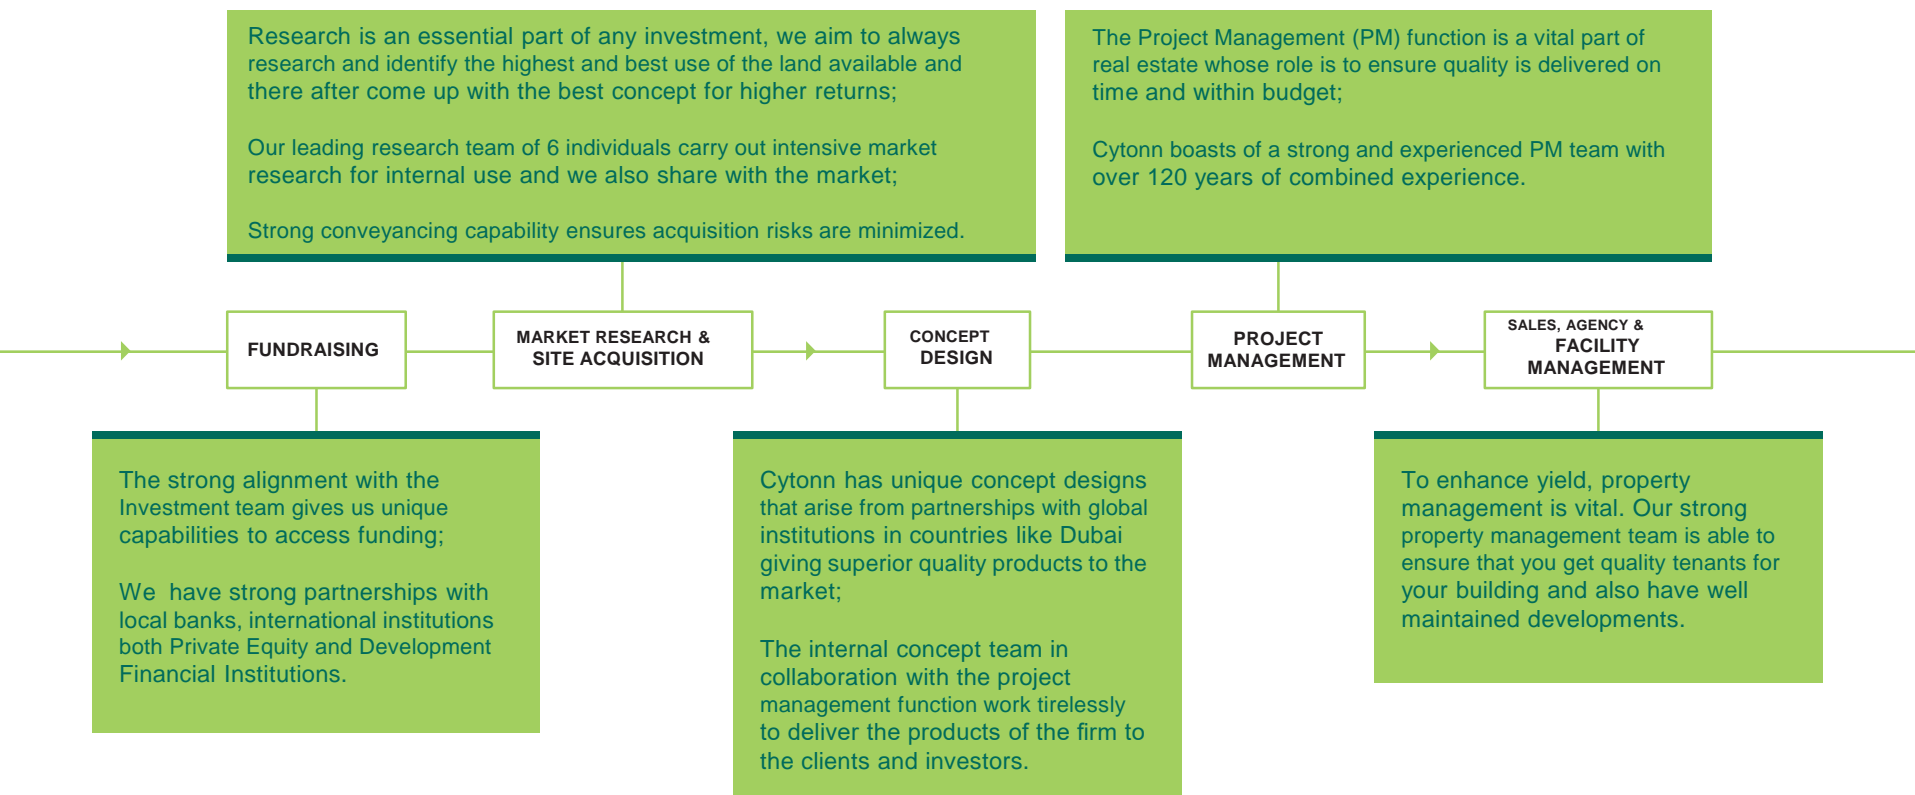 Research is an essential part of any investment, we aim to always
research and identify the highest and best use of the land available and
there after come up with the best concept for higher returns;
Our leading research team of 6 individuals carry out intensive market
research for internal use and we also share with the market;
Strong conveyancing capability ensures acquisition risks are minimized.
The Project Management (PM) function is a vital part of
real estate whose role is to ensure quality is delivered on
time and within budget;
Cytonn boasts of a strong and experienced PM team with
over 120 years of combined experience.
FUNDRAISING
MARKET RESEARCH &
SITE ACQUISITION
CONCEPT
DESIGN
PROJECT
MANAGEMENT
SALES, AGENCY &
FACILITY
MANAGEMENT
The strong alignment with the
Investment team gives us unique
capabilities to access funding;
We have strong partnerships with
local banks, international institutions
both Private Equity and Development
Financial Institutions.
Cytonn has unique concept designs
that arise from partnerships with global
institutions in countries like Dubai
giving superior quality products to the
market;
The internal concept team in
collaboration with the project
management function work tirelessly
to deliver the products of the firm to
the clients and investors.
To enhance yield, property
management is vital. Our strong
property management team is able to
ensure that you get quality tenants for
your building and also have well
maintained developments.